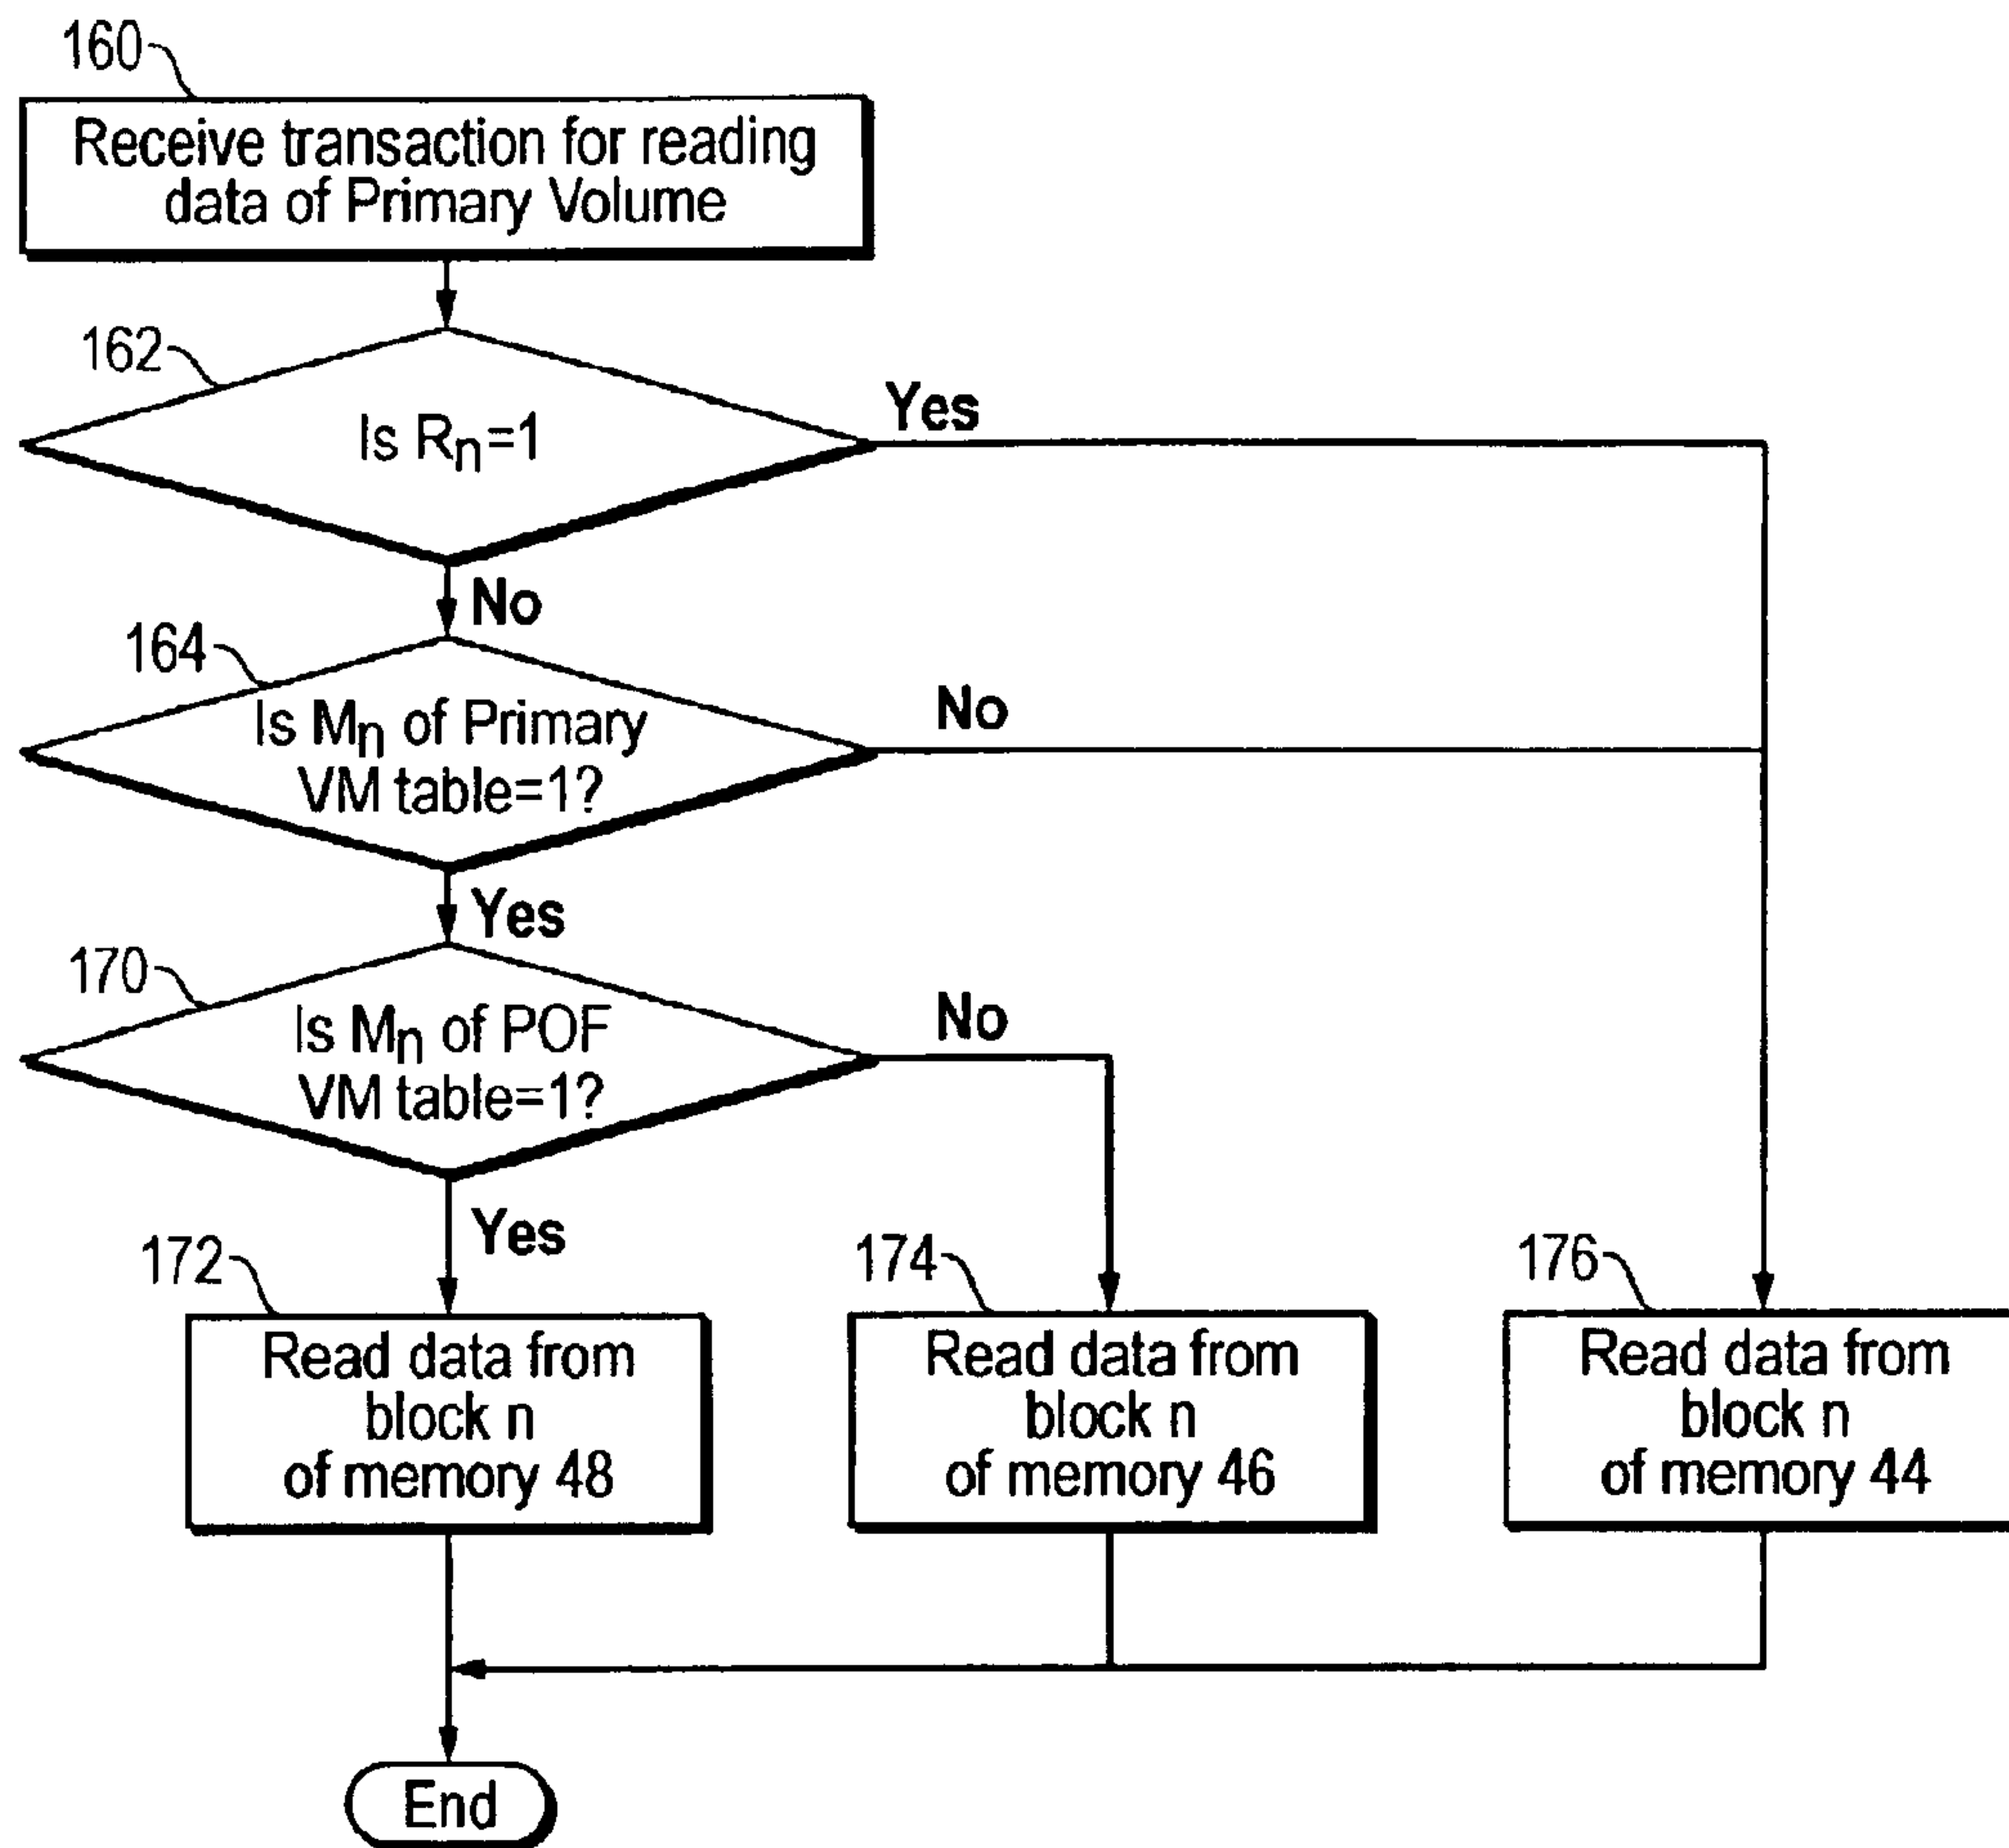 160
Receive transaction for reading
data of Primary Volume
162
Is Rn=1
Yes
No
164
Is Mn of Primary
VM table=1?
No
Yes
170
Is Mn of POF
VM table=1?
No
Yes
172
Read data from
block n
of memory 48
174
Read data from
block n
of memory 46
176
Read data from
block n
of memory 44
End